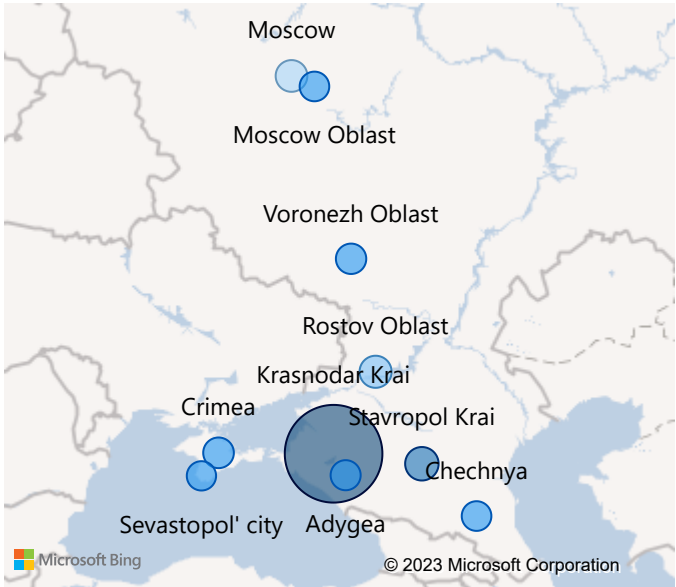 Moscow
Moscow Oblast
Voronezh Oblast
Rostov Oblast
Krasnodar Krai
Crimea
Stavropol Krai
Chechnya
Sevastopol' city
Adygea
Microsoft Bing
© 2023 Microsoft Corporation